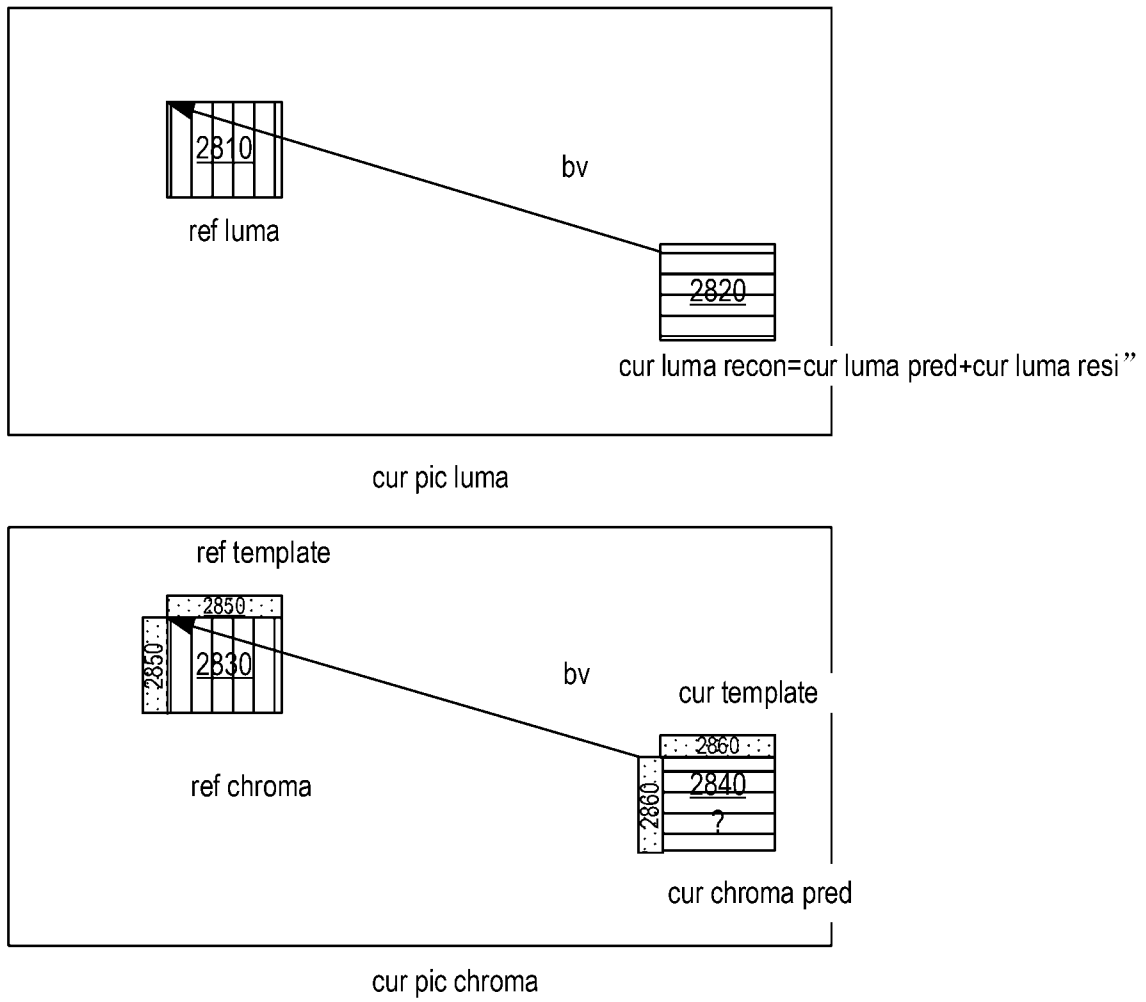 2810
bv
ref luma
2820
cur luma recon=cur luma pred+cur luma resi”
cur pic luma
ref template
2850
2850
2830
bv
cur template
2860
2860
2840
?
ref chroma
cur chroma pred
cur pic chroma